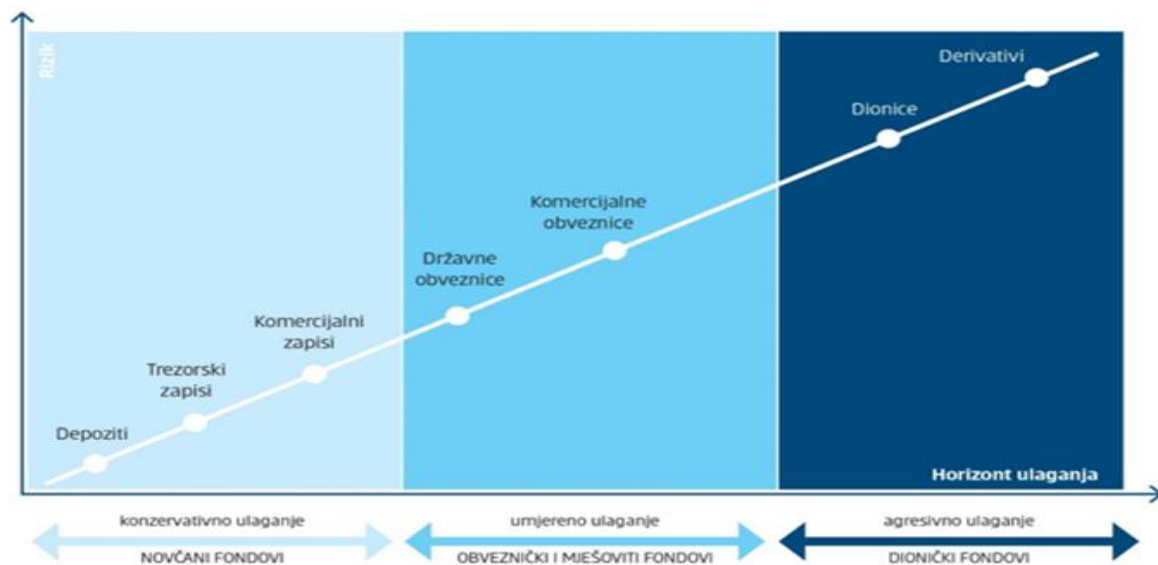 Rizik
Derivativi
Dionice
Komercijalne
obveznice
Državne
obveznice
Komercijalni
zapisi
Trezorski
zapisi
Depoziti
Horizont ulaganja
konzervativno ulaganje
umjereno ulaganje
agresivno ulaganje
NOVČANI FONDOVI
OBVEZNIČKI I MJEŠOVITI FONDOVI
DIONIČKI FONDOVI